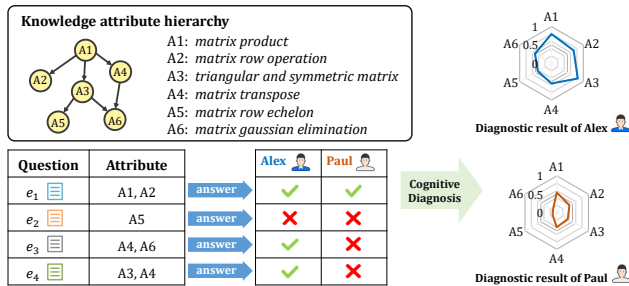 Knowledge attribute hierarchy
A1
A2
A4
A3
A5
A6
A1: matrix product
A2: matrix row operation
A3: triangular and symmetric matrix
A4: matrix transpose
A5: matrix row echelon
A6: matrix gaussian elimination
A1
A6 1 A2
0.5
0
A5 A3
A4
Diagnostic result of Alex
Question Attribute Alex Paul
e1 A1, A2 answer
e2 A5 answer
e3 A4, A6 answer
e4 A3, A4 answer
Cognitive
Diagnosis
A1
A6 1 A2
0.5
0
A5 A3
A4
Diagnostic result of Paul